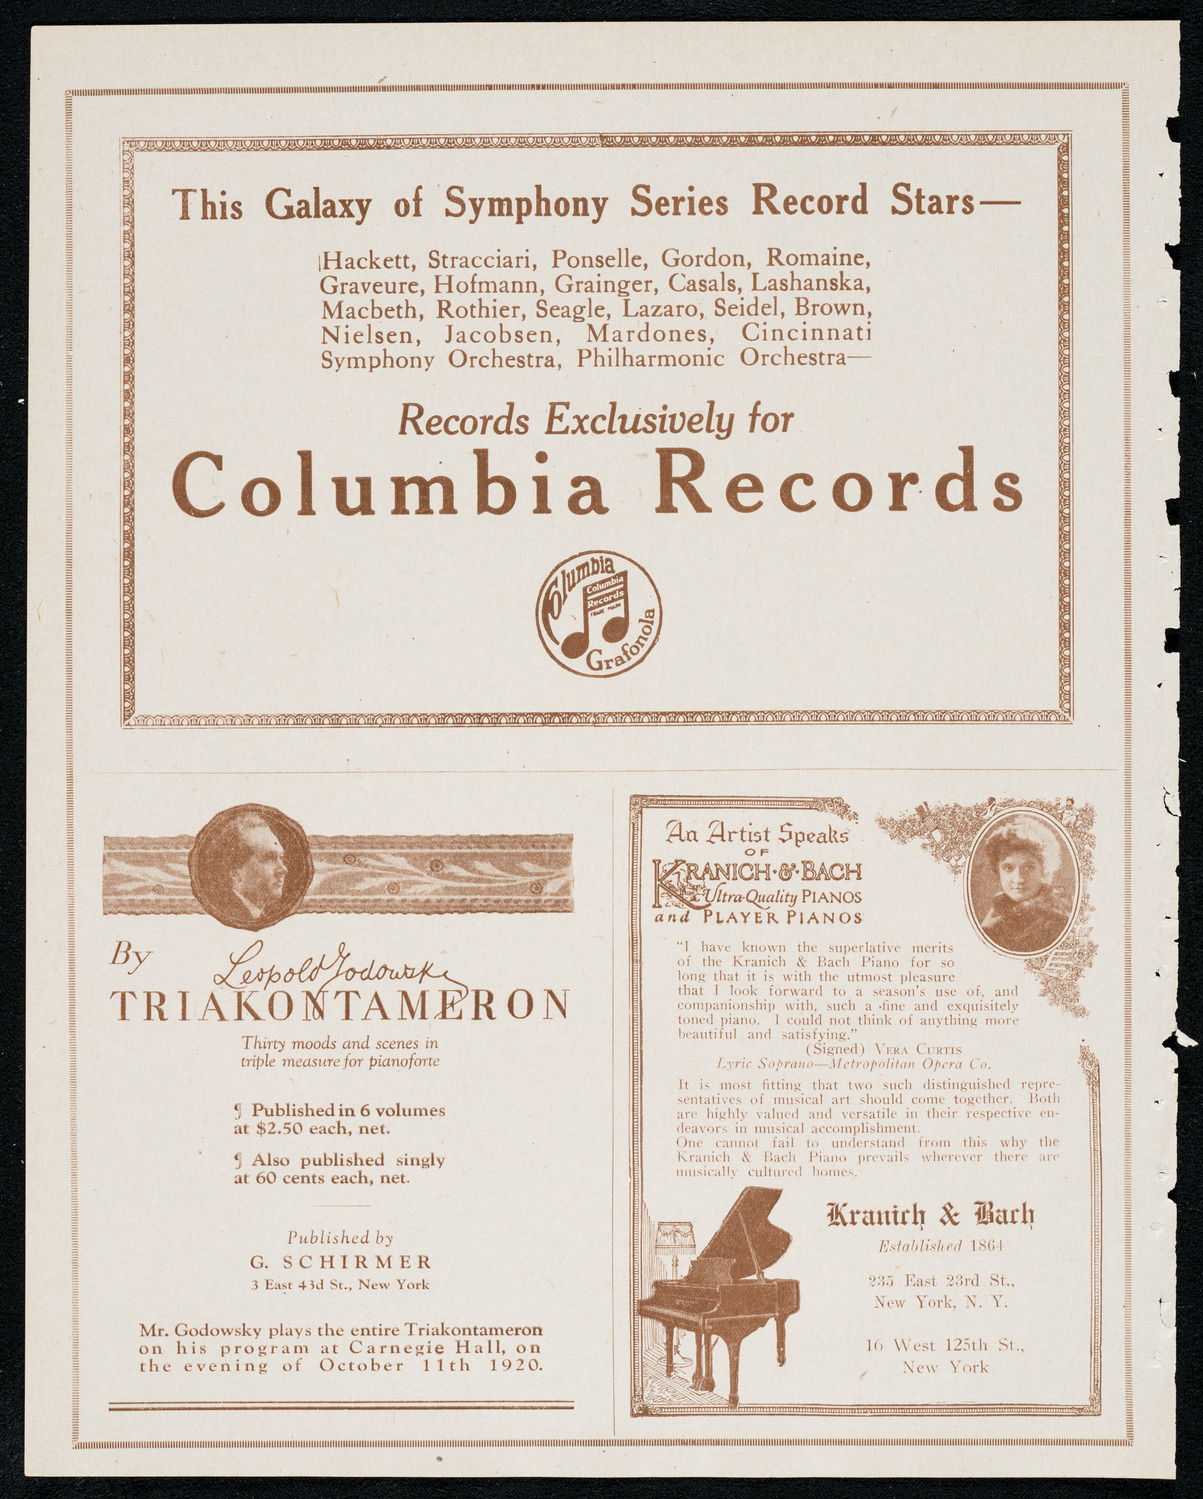 This Galaxy of Symphony Series Record Stars—
Hackett, Stracciari, Ponselle, Gordon, Romaine,
Graveure, Hofmann, Grainger, Casals, Lashanska,
Macbeth, Rothier, Seagle, Lazaro, Seidel, Brown,
Nielsen, Jacobsen, Mardones, Cincinnati
Symphony Orchestra, Philharmonic Orchestra—
Records Exclusively for
Columbia Records
Columbia
Columbia
Records
TRADE MARK
Grafonola
By
Leopold Godowsky
TRIAKONTAMERON
Thirty moods and scenes in
triple measure for pianoforte
¶ Published in 6 volumes
at $2.50 each, net.
¶ Also published singly
at 60 cents each, net.
Published by
G. SCHIRMER
3 East 43d St., New York
Mr. Godowsky plays the entire Triakontameron
on his program at Carnegie Hall, on
the evening of October 11th 1920.
An Artist Speaks
OF
KRANICH·&·BACH
Ultra-Quality PIANOS
and PLAYER PIANOS
"I have known the superlative merits
of the Kranich & Bach Piano for so
long that it is with the utmost pleasure
that I look forward to a season's use of, and
companionship with, such a fine and exquisitely
toned piano. I could not think of anything more
beautiful and satisfying."
(Signed) VERA CURTIS
Lyric Soprano—Metropolitan Opera Co.
It is most fitting that two such distinguished repre-
sentatives of musical art should come together. Both
are highly valued and versatile in their respective en-
deavors in musical accomplishment.
One cannot fail to understand from this why the
Kranich & Bach Piano prevails wherever there are
musically cultured homes.
Kranich & Bach
Established 1864
235 East 23rd St.,
New York, N. Y.
16 West 125th St.,
New York